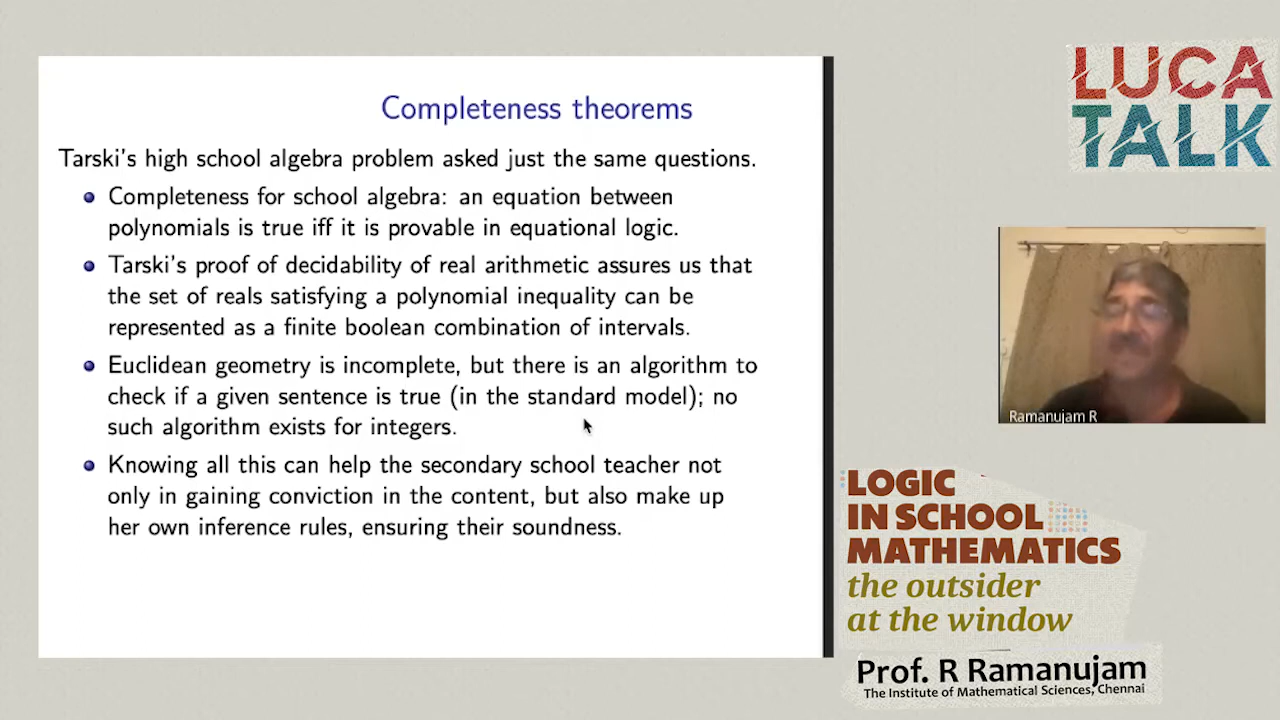 Completeness theorems
Tarski's high school algebra problem asked just the same questions.
Completeness for school algebra: an equation between
polynomials is true iff it is provable in equational logic.
Tarski's proof of decidability of real arithmetic assures us that
the set of reals satisfying a polynomial inequality can be
represented as a finite boolean combination of intervals.
Euclidean geometry is incomplete, but there is an algorithm to
check if a given sentence is true (in the standard model); no
such algorithm exists for integers.
Knowing all this can help the secondary school teacher not
only in gaining conviction in the content, but also make up
her own inference rules, ensuring their soundness.
LUCA
TALK
Ramanujam R
LOGIC
IN SCHOOL
MATHEMATICS
the outsider
at the window
Prof. R Ramanujam
The Institute of Mathematical Sciences, Chennai